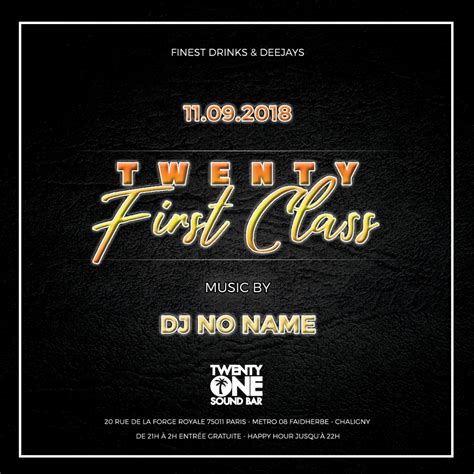 FINEST DRINKS & DEEJAYS
11.09.2018
TWENTY
First Class
MUSIC BY
DJ NO NAME
TWENTY
ONE
SOUND BAR
20 RUE DE LA FORGE ROYALE 75011 PARIS - METRO 08 FAIDHERBE - CHALIGNY
DE 21H À 2H ENTRÉE GRATUITE - HAPPY HOUR JUSQU'À 22H